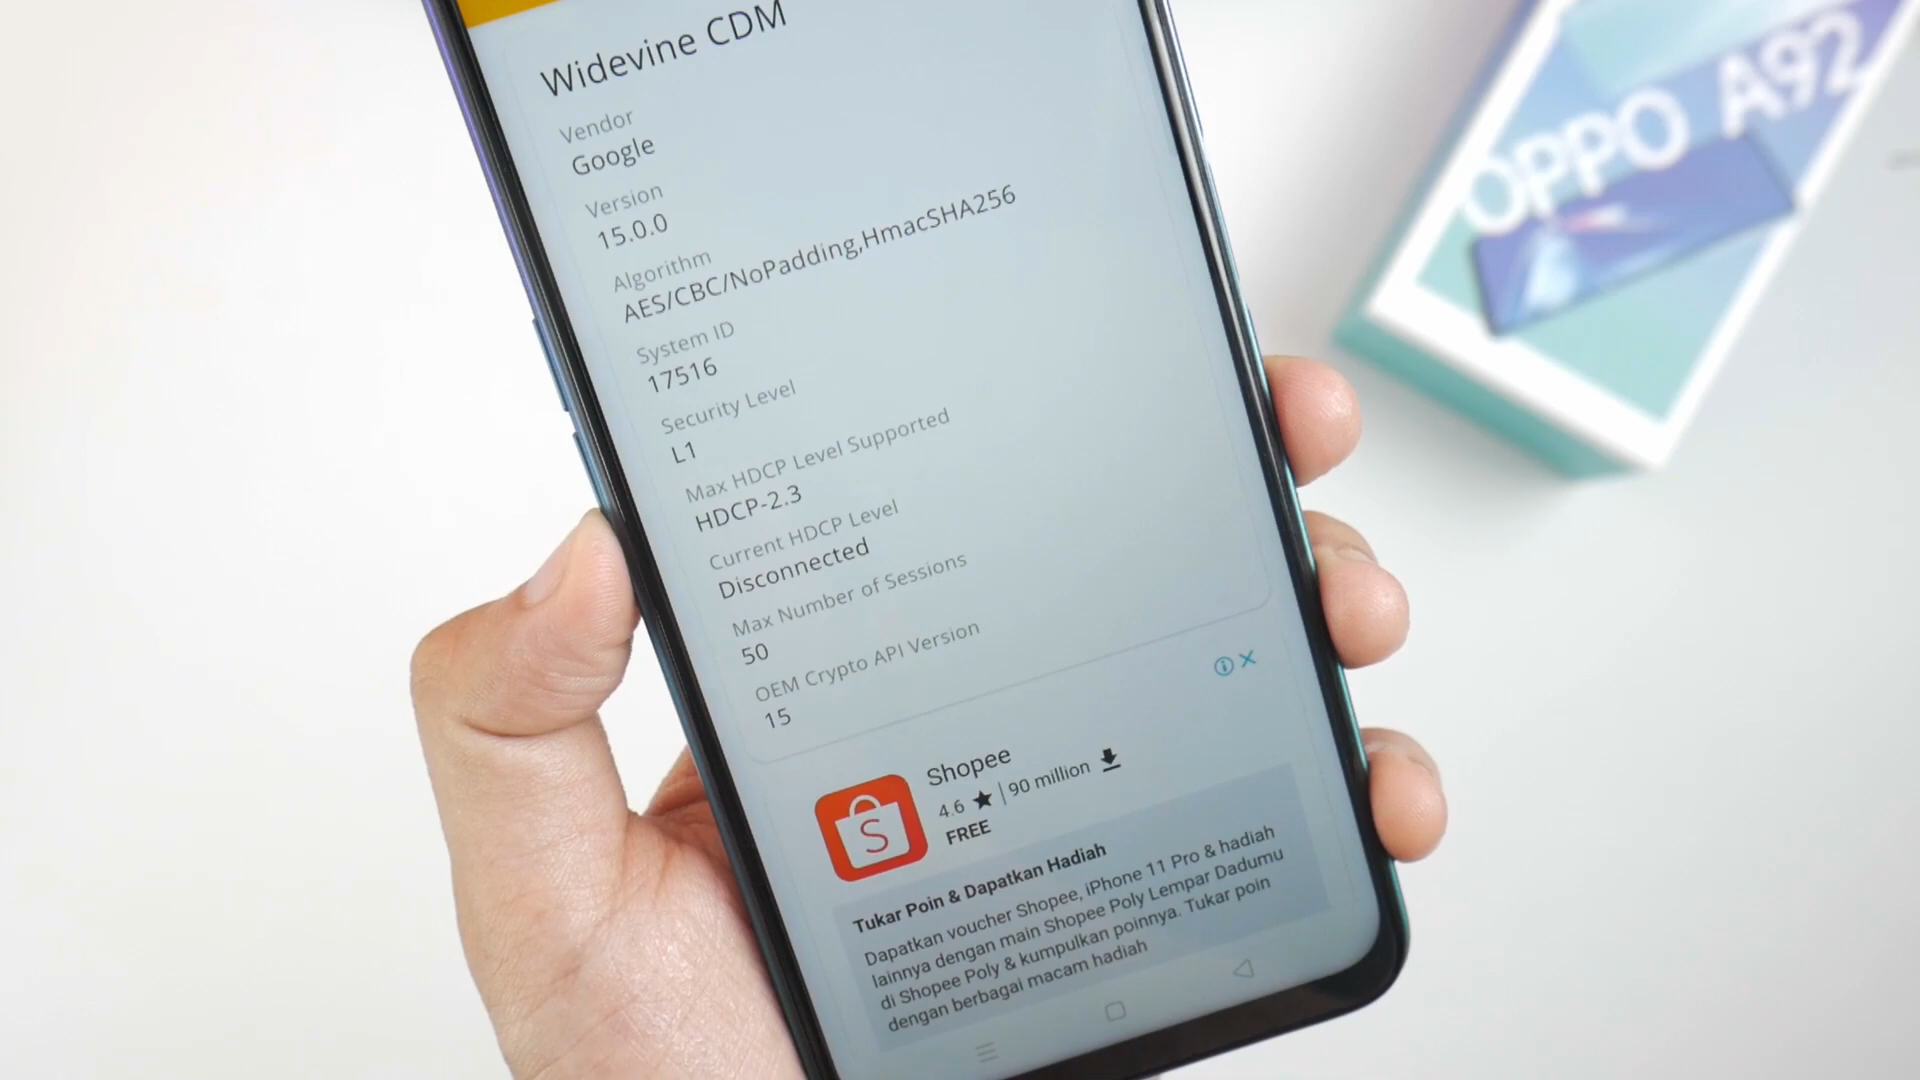 Widevine CDM
Vendor
Google
Version
15.0.0
Algorithm
AES/CBC/NoPadding,HmacSHA256
System ID
17516
Security Level
L1
Max HDCP Level Supported
HDCP-2.3
Current HDCP Level
Disconnected
Max Number of Sessions
50
OEM Crypto API Version
15
Shopee
4.6 ★ | 90 million
FREE
Tukar Poin & Dapatkan Hadiah
Dapatkan voucher Shopee, iPhone 11 Pro & hadiah
lainnya dengan main Shopee Poly Lempar Dadumu
di Shopee Poly & kumpulkan poinnya. Tukar poin
dengan berbagai macam hadiah
OPPO A92